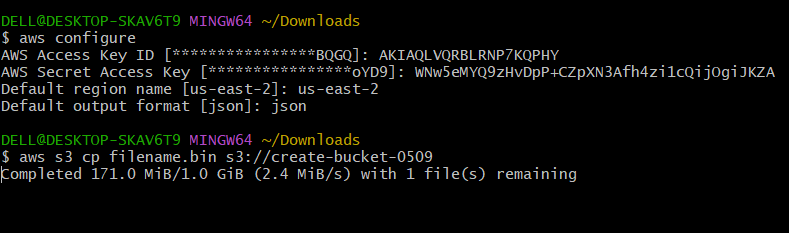 DELL@DESKTOP-SKAV6T9 MINGW64 ~/Downloads
$ aws configure
AWS Access Key ID [****************BQGQ]: AKIAQLVQRBLRNP7KQPHY
AWS Secret Access Key [****************oYD9]: 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
Default region name [us-east-2]: us-east-2
Default output format [json]: json
DELL@DESKTOP-SKAV6T9 MINGW64 ~/Downloads
$ aws s3 cp filename.bin s3://create-bucket-0509
Completed 171.0 MiB/1.0 GiB (2.4 MiB/s) with 1 file(s) remaining